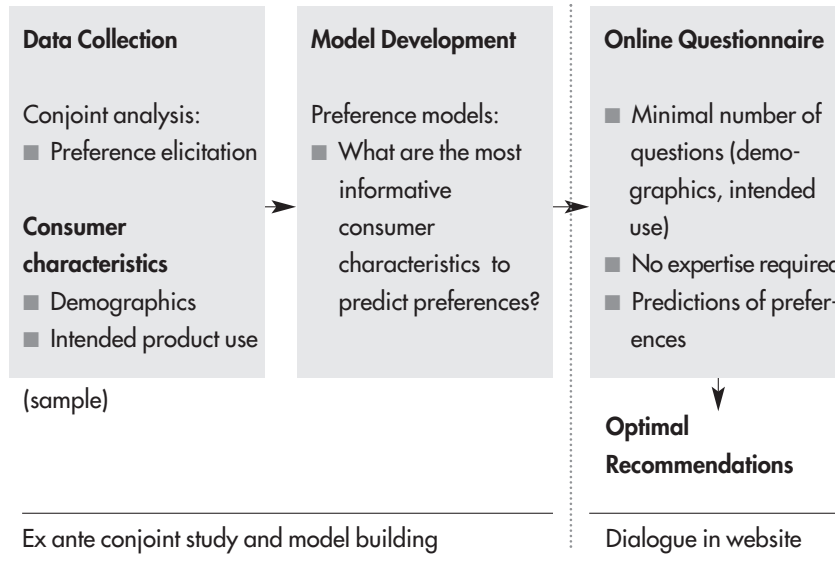 Data Collection
Conjoint analysis:
■ Preference elicitation
Consumer
characteristics
■ Demographics
■ Intended product use
(sample)
Model Development
Preference models:
■ What are the most
informative
consumer
characteristics to
predict preferences?
Online Questionnaire
■ Minimal number of
questions (demo-
graphics, intended
use)
■ No expertise required
■ Predictions of prefer-
ences
Optimal
Recommendations
Ex ante conjoint study and model building
Dialogue in website